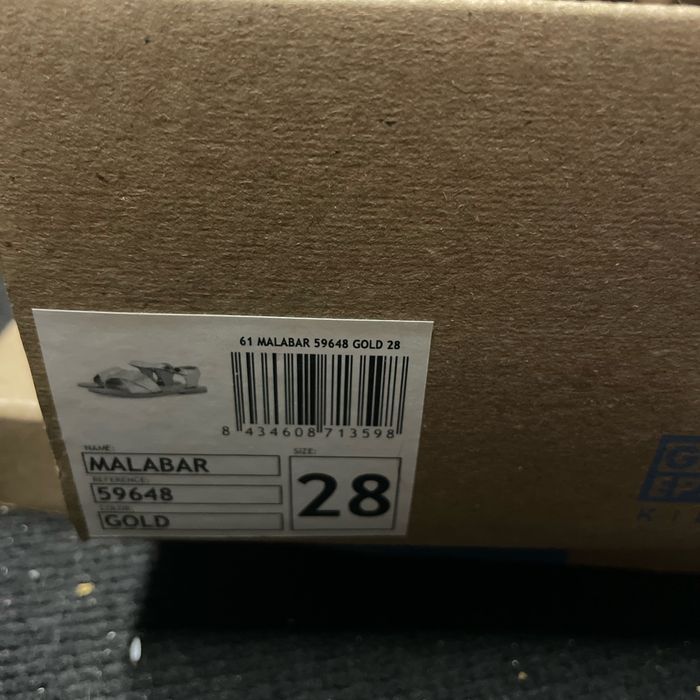 61 MALABAR 59648 GOLD 28
8 434608 713598
NAME:
MALABAR
REFERENCE:
59648
COLOR:
GOLD
SIZE:
28